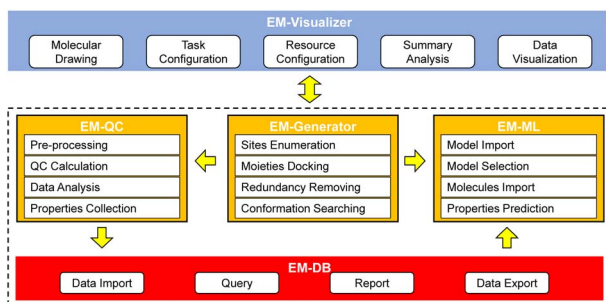 EM-Visualizer
Molecular
Drawing
Task
Configuration
Resource
Configuration
Summary
Analysis
Data
Visualization
EM-QC
Pre-processing
QC Calculation
Data Analysis
Properties Collection
EM-Generator
Sites Enumeration
Moieties Docking
Redundancy Removing
Conformation Searching
EM-ML
Model Import
Model Selection
Molecules Import
Properties Prediction
EM-DB
Data Import
Query
Report
Data Export